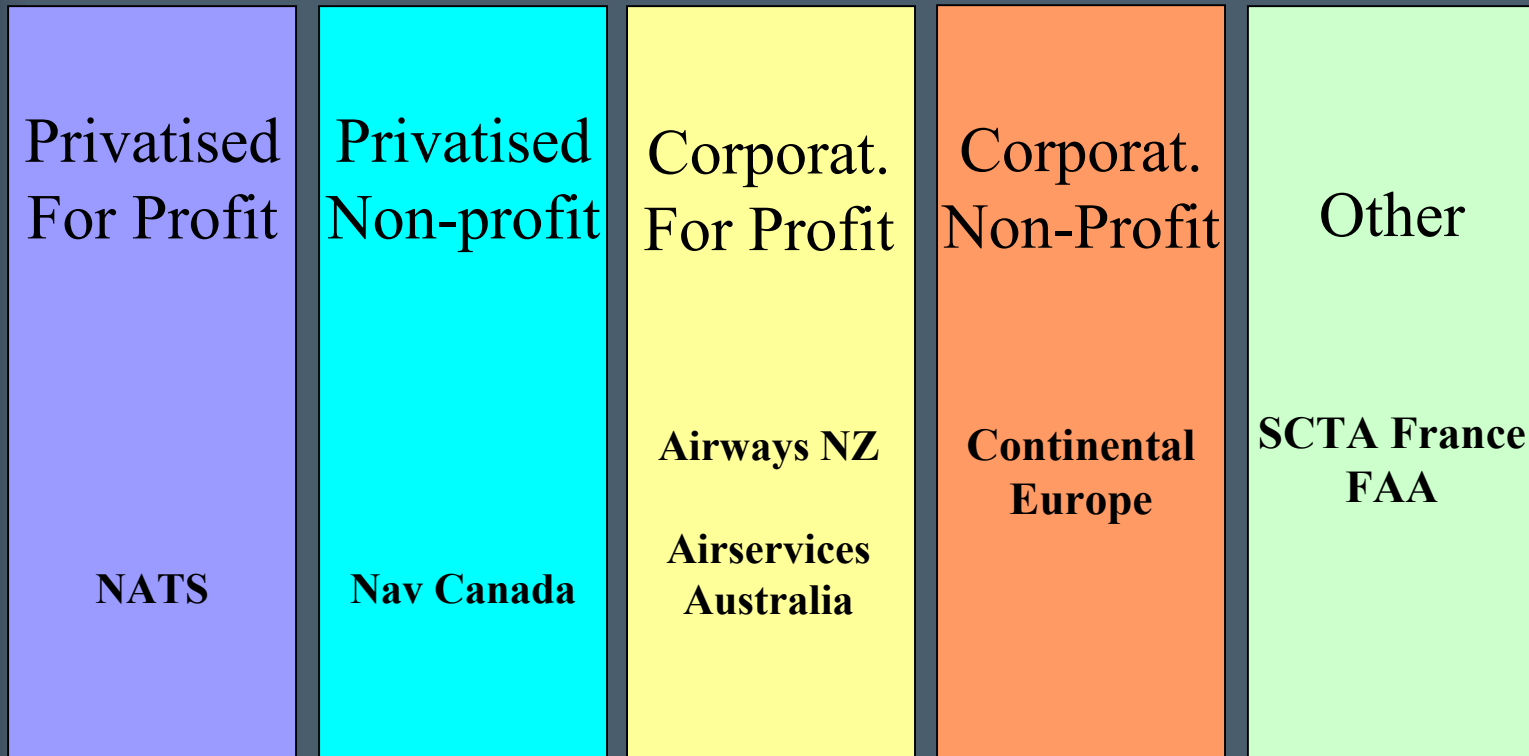 Privatised
For Profit
NATS
Privatised
Non-profit
Nav Canada
Corporat.
For Profit
Airways NZ
Airservices
Australia
Corporat.
Non-Profit
Continental
Europe
Other
SCTA France
FAA